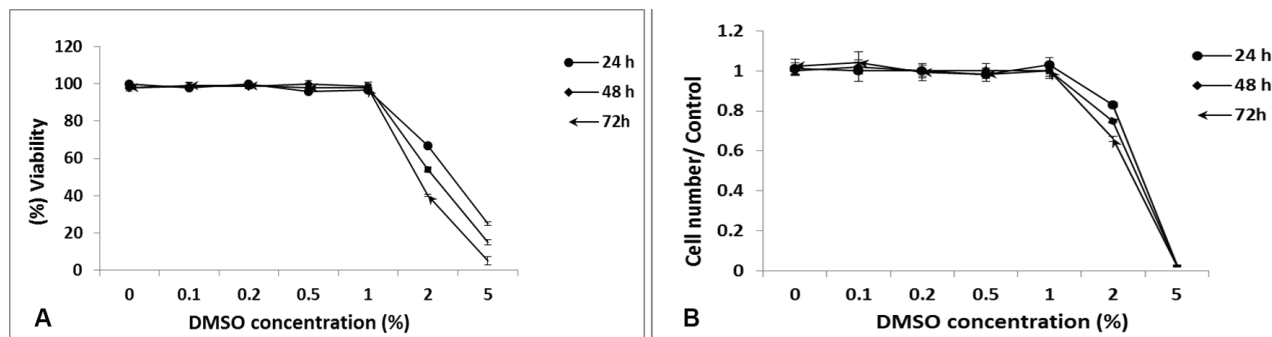 120
100
80
60
40
20
0
(%) Viability
0 0.1 0.2 0.5 1 2 5
DMSO concentration (%)
A
24 h
48 h
72h
1.2
1
0.8
0.6
0.4
0.2
0
Cell number/ Control
0 0.1 0.2 0.5 1 2 5
DMSO concentration (%)
B
24 h
48 h
72h